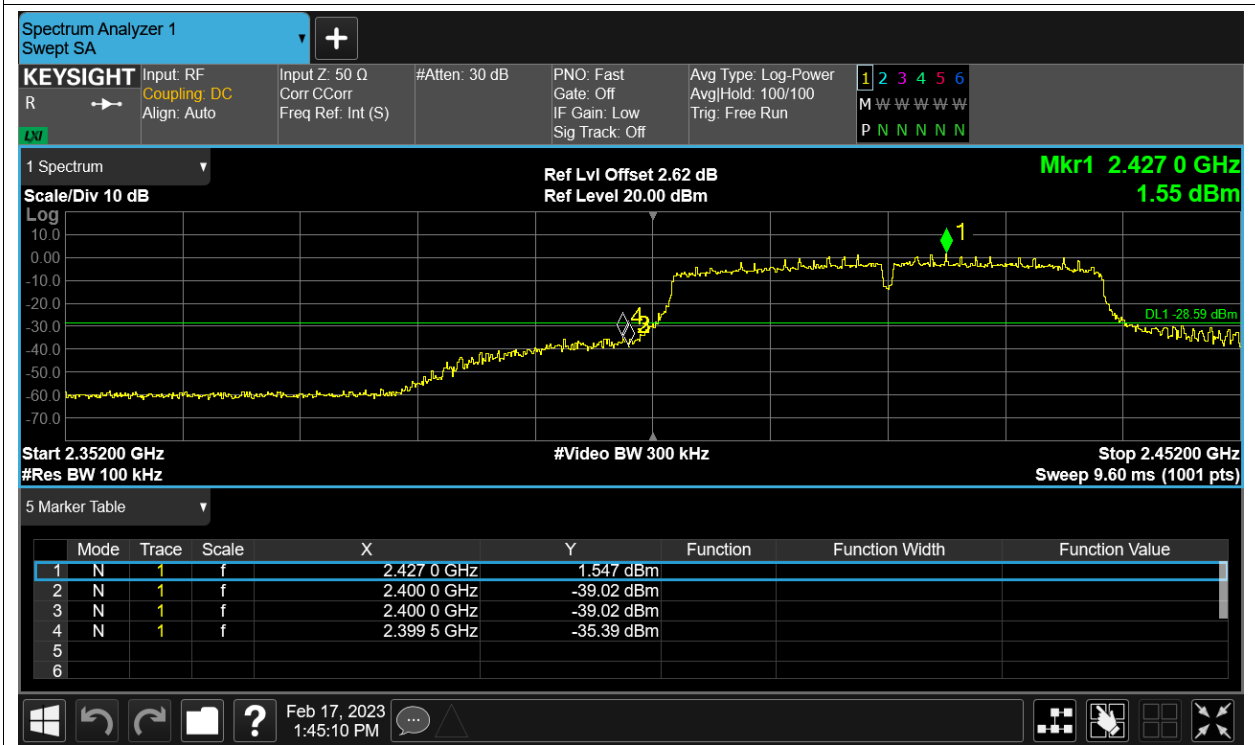 Spectrum Analyzer 1
Swept SA
KEYSIGHT
R
LXI
Input: RF
Coupling: DC
Align: Auto
Input Z: 50 Ω
Corr CCorr
Freq Ref: Int (S)
#Atten: 30 dB
PNO: Fast
Gate: Off
IF Gain: Low
Sig Track: Off
Avg Type: Log-Power
Avg|Hold: 100/100
Trig: Free Run
1 2 3 4 5 6
M W W W W W
P N N N N N
1 Spectrum
Scale/Div 10 dB
Ref Lvl Offset 2.62 dB
Ref Level 20.00 dBm
Mkr1 2.427 0 GHz
1.55 dBm
Log
10.0
0.00
-10.0
-20.0
-30.0
-40.0
-50.0
-60.0
-70.0
1
4
DL1 -28.59 dBm
Start 2.35200 GHz
#Res BW 100 kHz
#Video BW 300 kHz
Stop 2.45200 GHz
Sweep 9.60 ms (1001 pts)
5 Marker Table
Mode Trace Scale X Y Function Function Width Function Value
1 N 1 f 2.427 0 GHz 1.547 dBm
2 N 1 f 2.400 0 GHz -39.02 dBm
3 N 1 f 2.400 0 GHz -39.02 dBm
4 N 1 f 2.399 5 GHz -35.39 dBm
5
6
?
Feb 17, 2023
1:45:10 PM